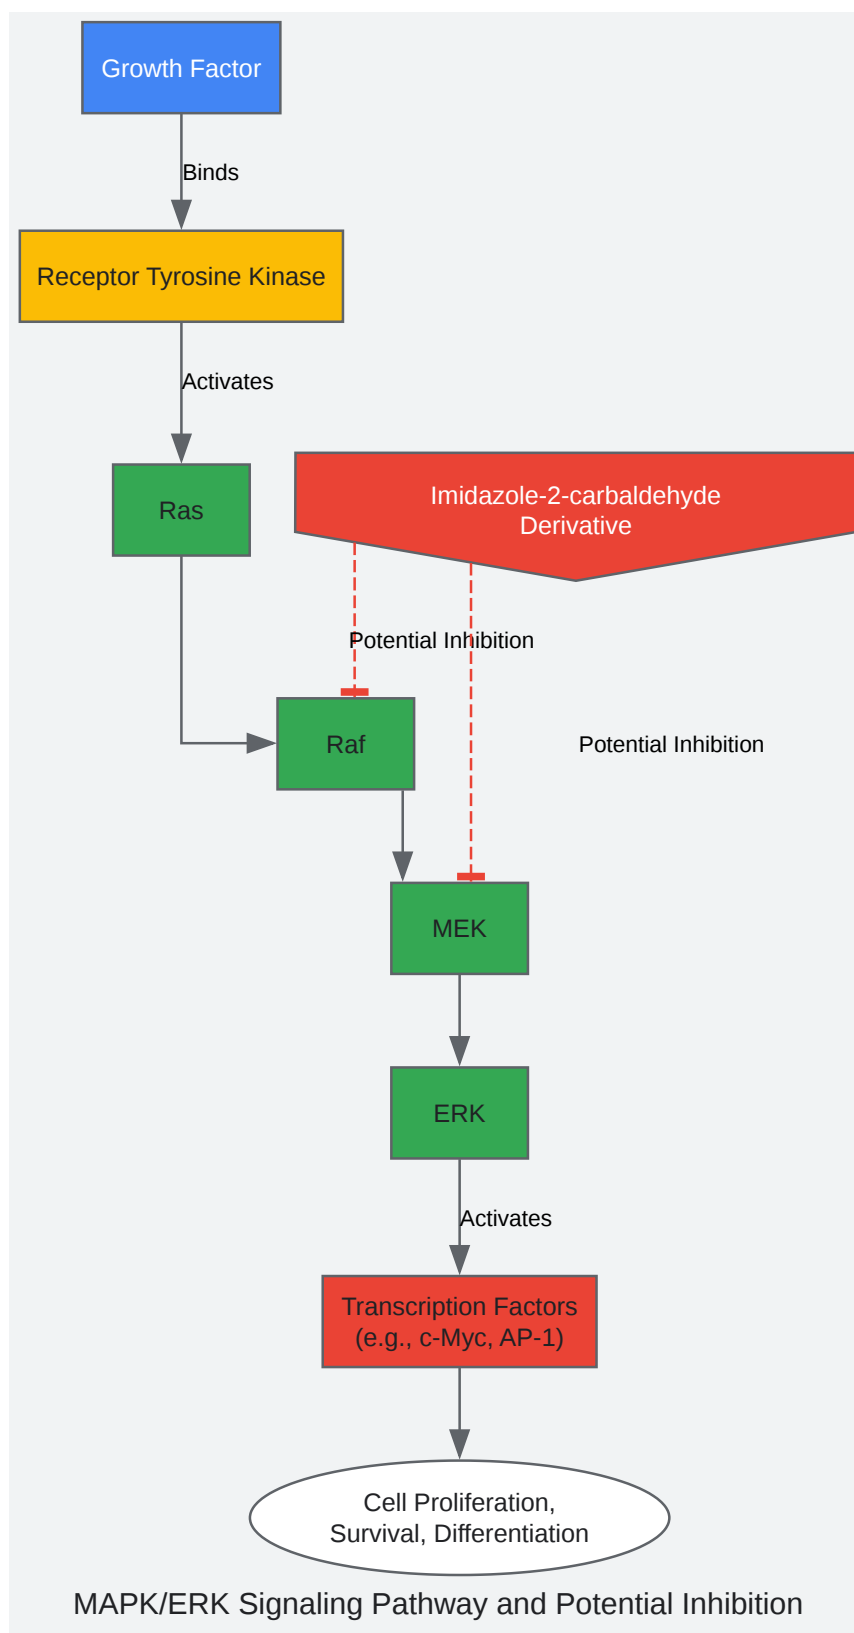 Growth Factor
Binds
Receptor Tyrosine Kinase
Activates
Ras
Imidazole-2-carbaldehyde
Derivative
Potential Inhibition
Raf
Potential Inhibition
MEK
ERK
Activates
Transcription Factors
(e.g., c-Myc, AP-1)
Cell Proliferation,
Survival, Differentiation
MAPK/ERK Signaling Pathway and Potential Inhibition